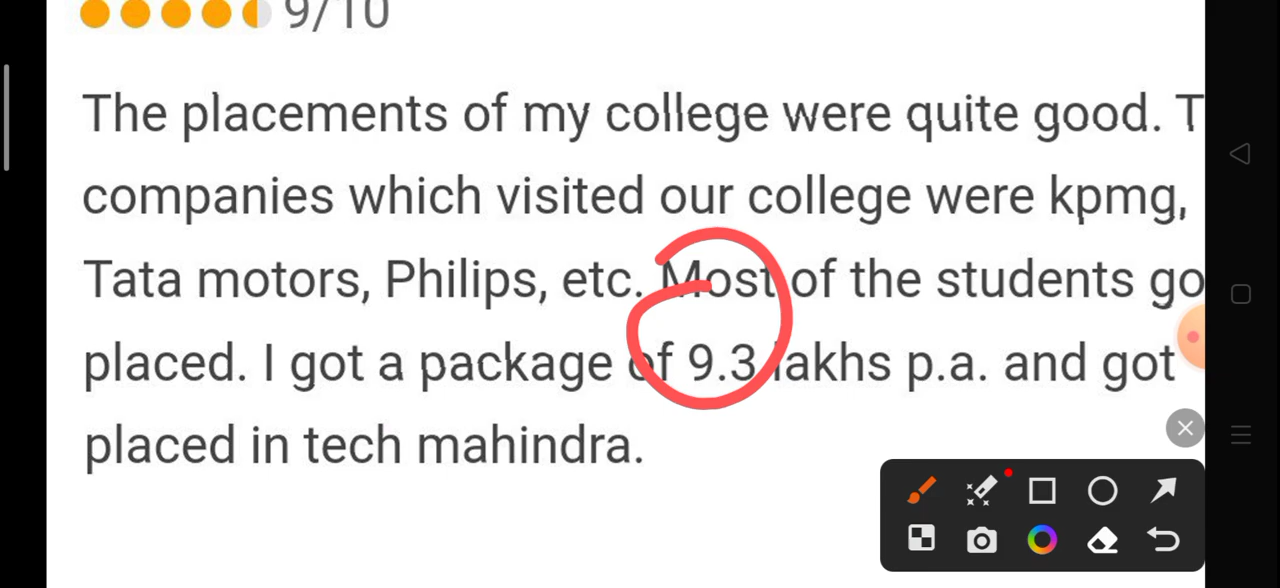 9/10
The placements of my college were quite good. T
companies which visited our college were kpmg,
Tata motors, Philips, etc. Most of the students go
placed. I got a package of 9.3 lakhs p.a. and got
placed in tech mahindra.